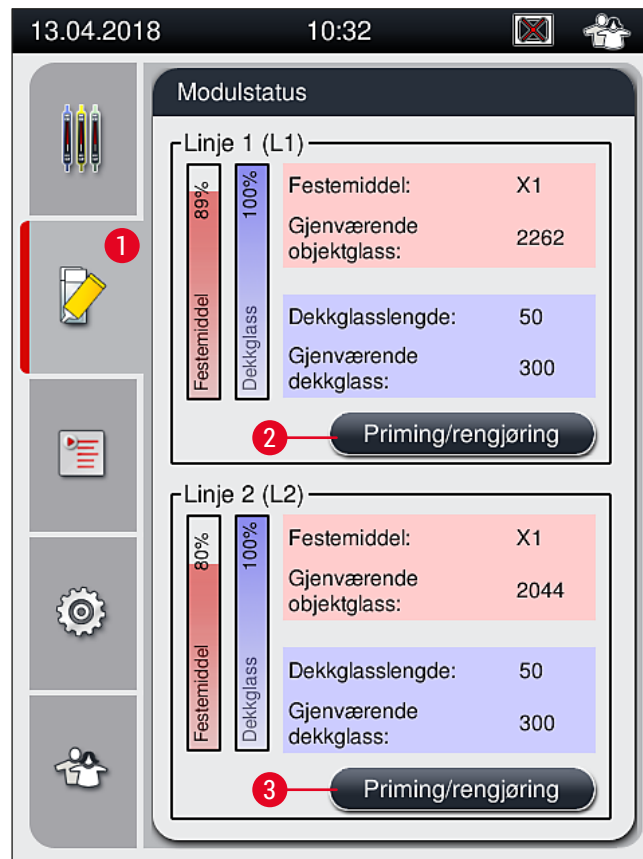 13.04.2018 10:32
Modulstatus
1
Linje 1 (L1)
89%
Festemiddel
100%
Dekkglass
Festemiddel: X1
Gjenværende
objektglass: 2262
Dekkglasslengde: 50
Gjenværende
dekkglass: 300
2 Priming/rengjøring
Linje 2 (L2)
80%
Festemiddel
100%
Dekkglass
Festemiddel: X1
Gjenværende
objektglass: 2044
Dekkglasslengde: 50
Gjenværende
dekkglass: 300
3 Priming/rengjøring